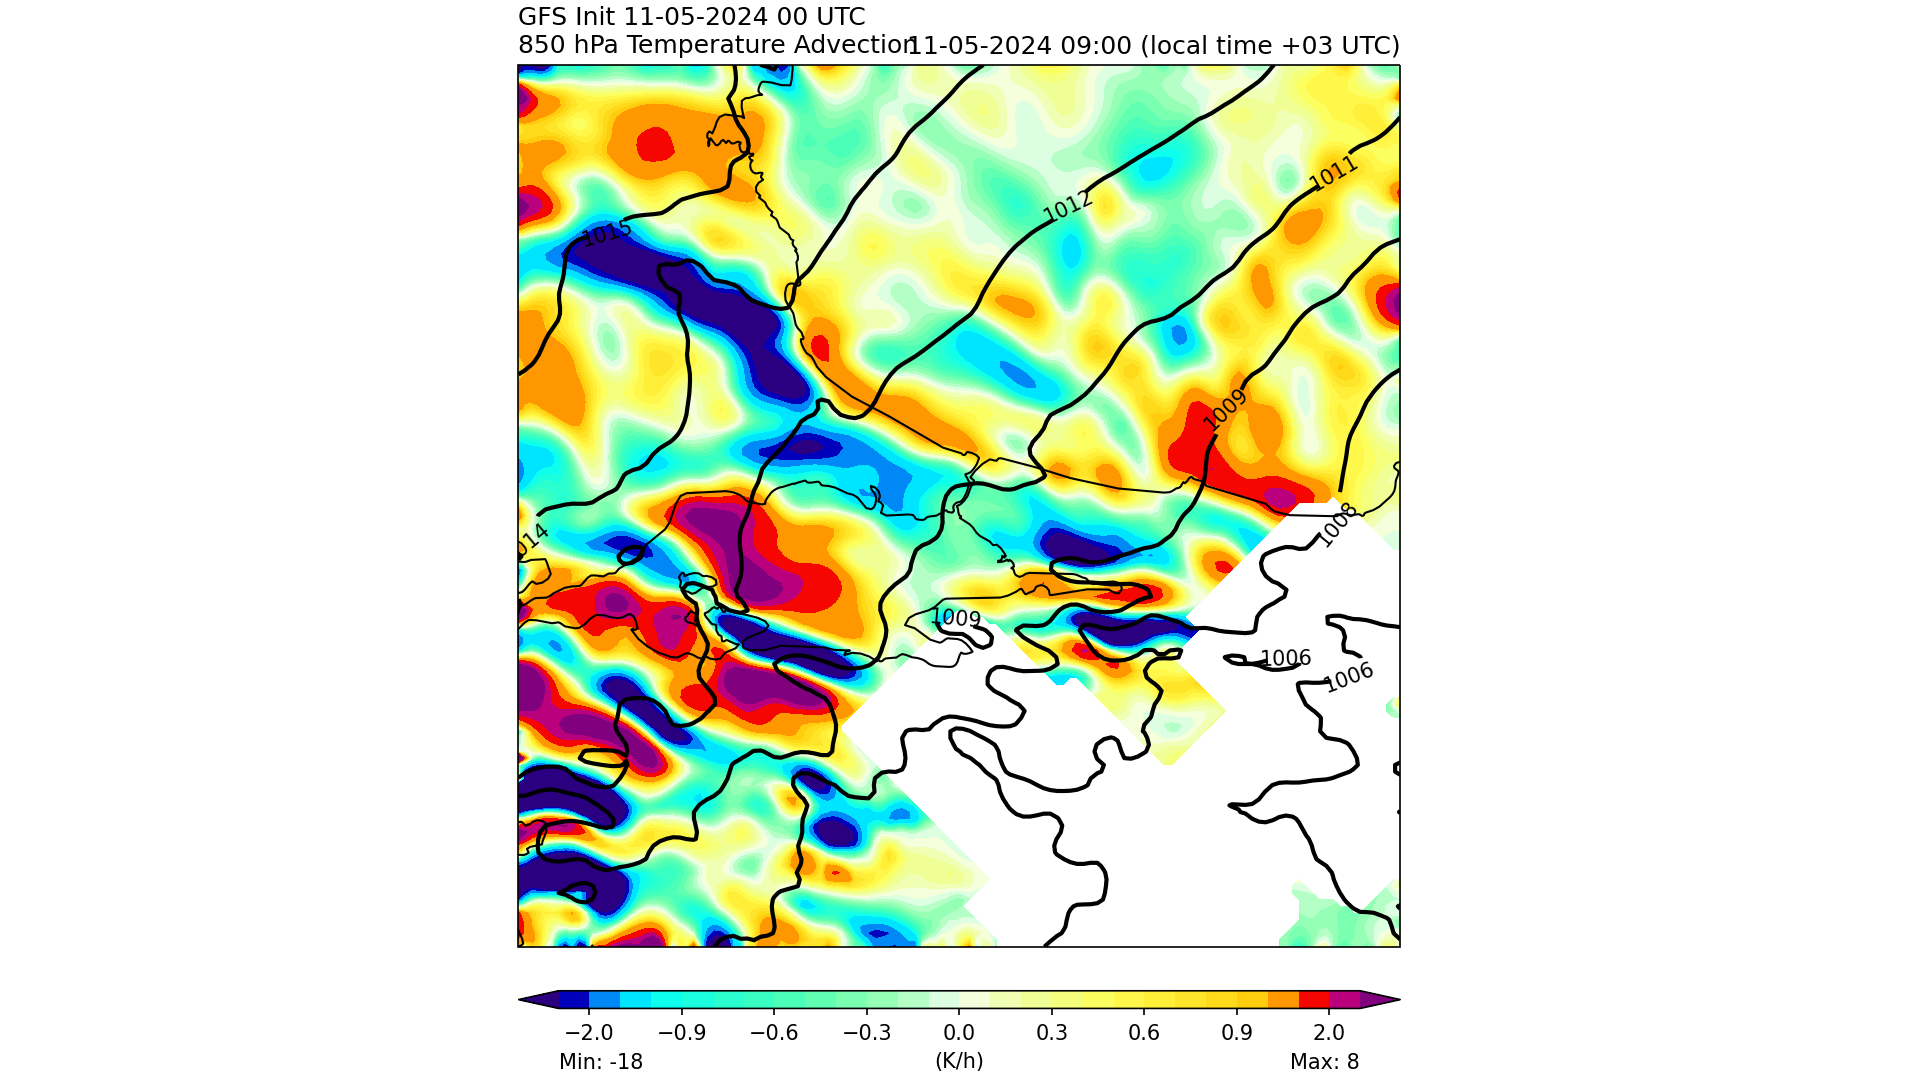 GFS Init 11-05-2024 00 UTC
850 hPa Temperature Advection
11-05-2024 09:00 (local time +03 UTC)
1011
1012
1015
1009
1008
014
1009
1006
1006
−2.0 −0.9 −0.6 −0.3 0.0 0.3 0.6 0.9 2.0
Min: -18 (K/h) Max: 8